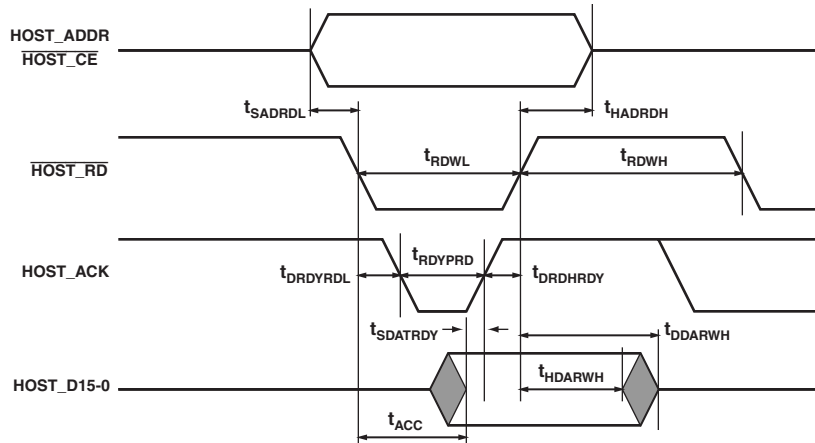 HOST_ADDR
HOST_CE
tSADRDL
tHADRDH
HOST_RD
tRDWL
tRDWH
HOST_ACK
tDRDYRDL
tRDYPRD
tDRDHRDY
tSDATRDY
tDDARWH
HOST_D15-0
tHDARWH
tACC